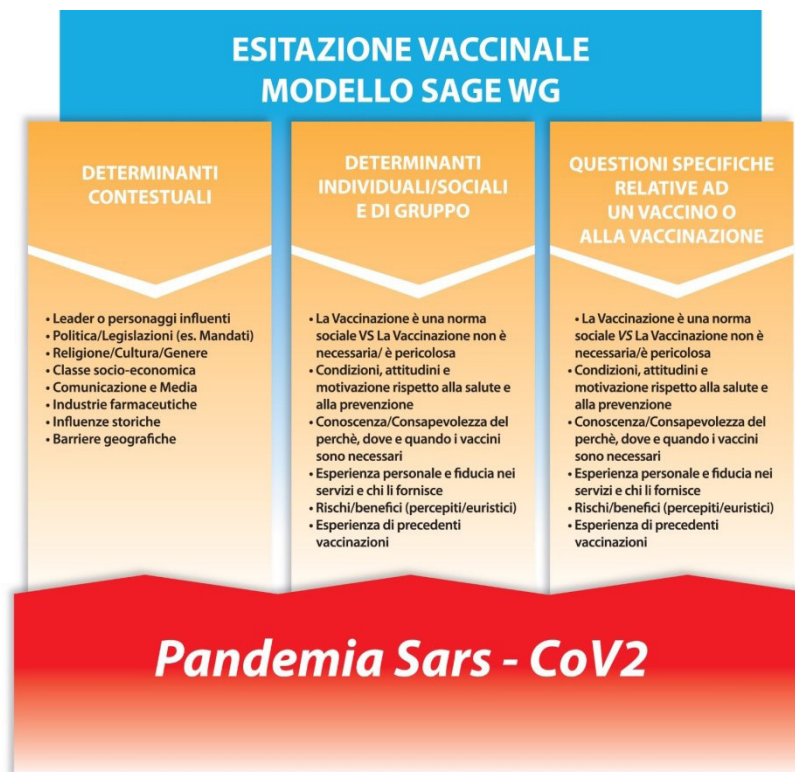 ESITAZIONE VACCINALE
MODELLO SAGE WG
DETERMINANTI
CONTESTUALI
• Leader o personaggi influenti
• Politica/Legislazioni (es. Mandati)
• Religione/Cultura/Genere
• Classe socio-economica
• Comunicazione e Media
• Industrie farmaceutiche
• Influenze storiche
• Barriere geografiche
DETERMINANTI
INDIVIDUALI/SOCIALI
E DI GRUPPO
• La Vaccinazione è una norma
sociale VS La Vaccinazione non è
necessaria/ è pericolosa
• Condizioni, attitudini e
motivazione rispetto alla salute e
alla prevenzione
• Conoscenza/Consapevolezza del
perchè, dove e quando i vaccini
sono necessari
• Esperienza personale e fiducia nei
servizi e chi li fornisce
• Rischi/benefici (percepiti/euristici)
• Esperienza di precedenti
vaccinazioni
QUESTIONI SPECIFICHE
RELATIVE AD
UN VACCINO O
ALLA VACCINAZIONE
• La Vaccinazione è una norma
sociale VS La Vaccinazione non è
necessaria/è pericolosa
• Condizioni, attitudini e
motivazione rispetto alla salute e
alla prevenzione
• Conoscenza/Consapevolezza del
perchè, dove e quando i vaccini
sono necessari
• Esperienza personale e fiducia nei
servizi e chi li fornisce
• Rischi/benefici (percepiti/euristici)
• Esperienza di precedenti
vaccinazioni
Pandemia Sars - CoV2